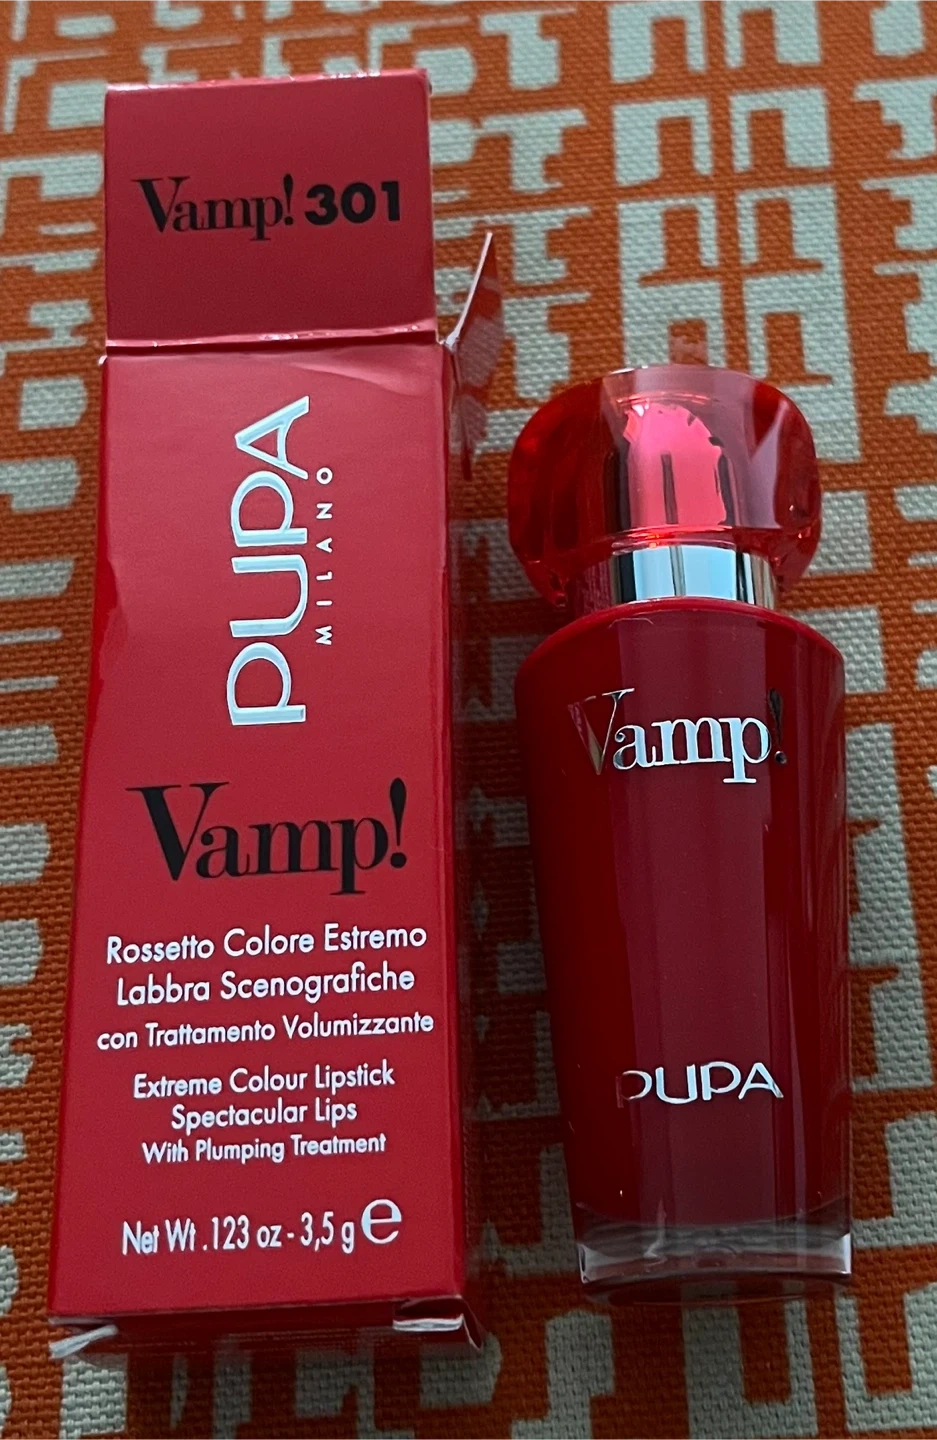 Vamp! 301
PUPA
MILANO
Vamp!
Rossetto Colore Estremo
Labbra Scenografiche
con Trattamento Volumizzante
Extreme Colour Lipstick
Spectacular Lips
With Plumping Treatment
Net Wt .123 oz - 3,5 g ℮
Vamp!
PUPA